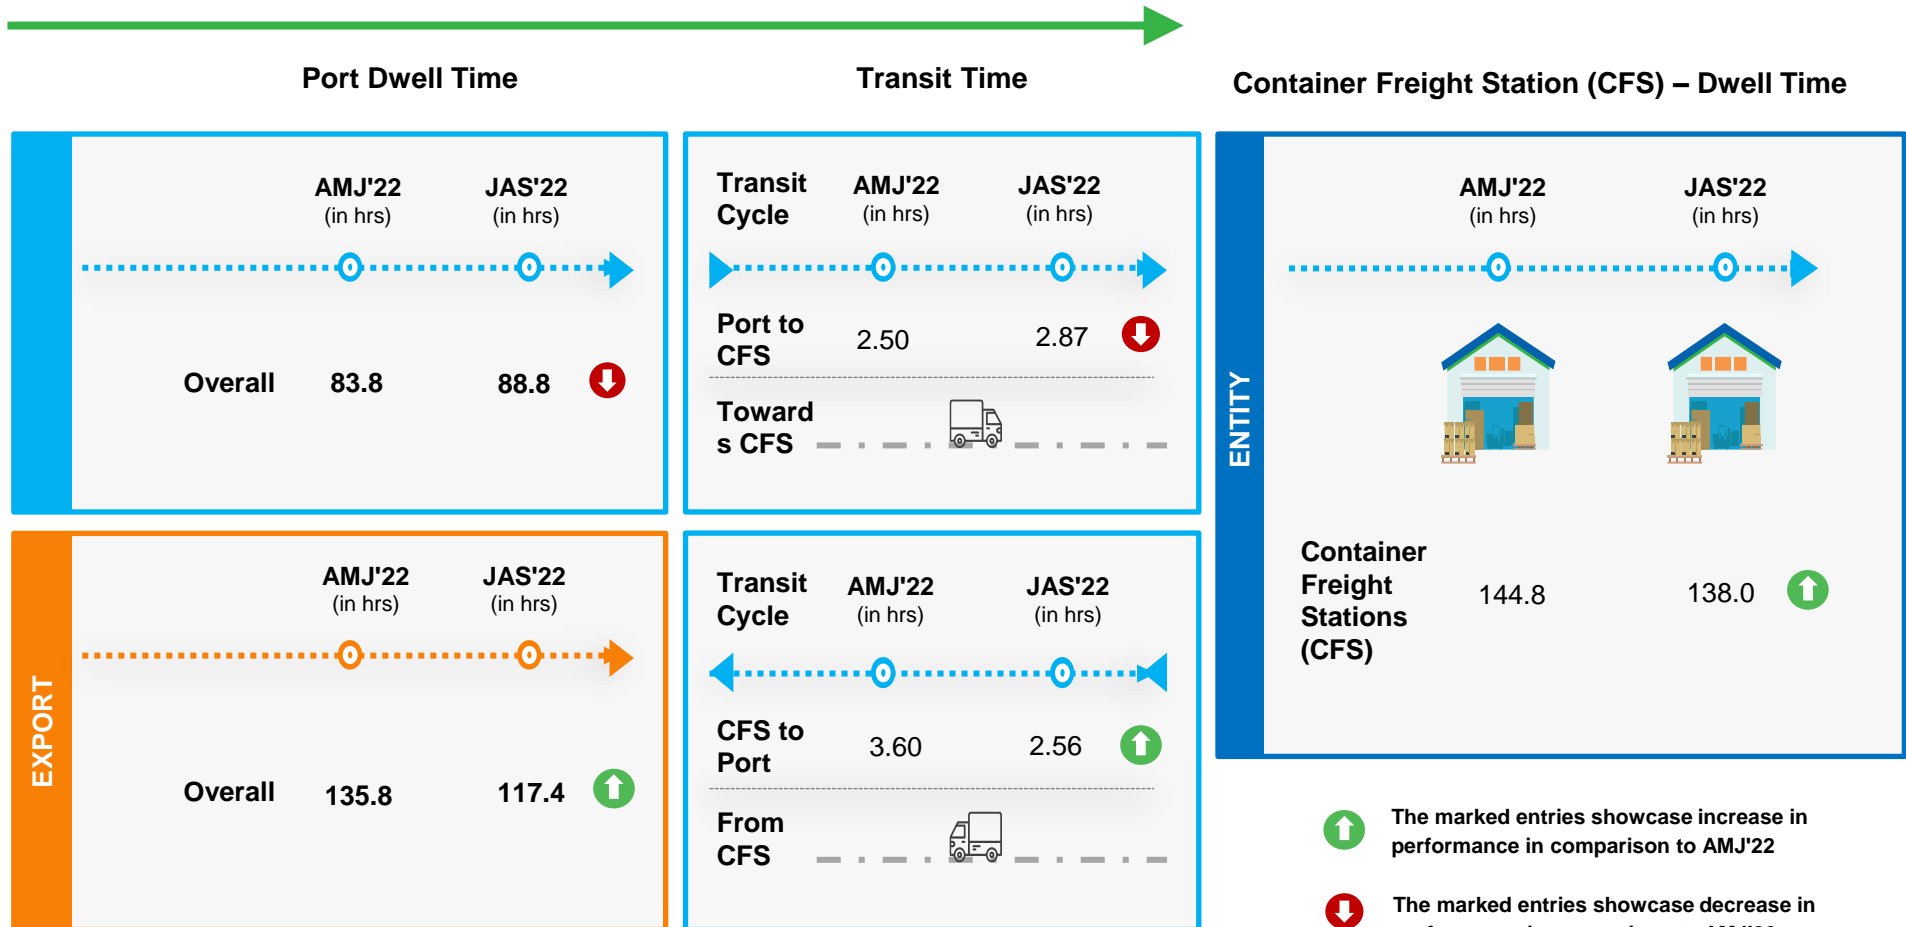 Port Dwell Time
Transit Time
Container Freight Station (CFS) – Dwell Time
AMJ'22
(in hrs)
JAS'22
(in hrs)
Overall 83.8 88.8
Transit
Cycle
AMJ'22
(in hrs)
JAS'22
(in hrs)
Port to
CFS
2.50 2.87
Toward
s CFS
ENTITY
AMJ'22
(in hrs)
JAS'22
(in hrs)
Container
Freight
Stations
(CFS)
144.8 138.0
EXPORT
AMJ'22
(in hrs)
JAS'22
(in hrs)
Overall 135.8 117.4
Transit
Cycle
AMJ'22
(in hrs)
JAS'22
(in hrs)
CFS to
Port
3.60 2.56
From
CFS
The marked entries showcase increase in
performance in comparison to AMJ'22
The marked entries showcase decrease in